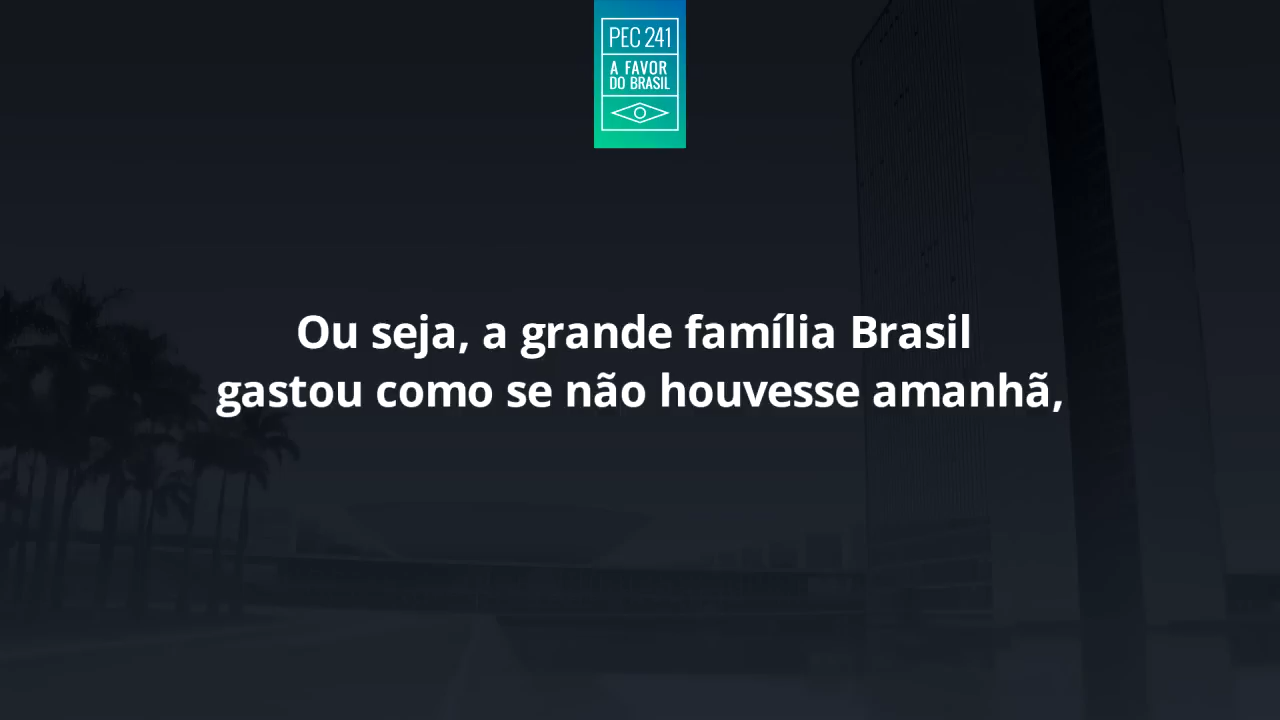 PEC 241
A FAVOR
DO BRASIL
Ou seja, a grande família Brasil
gastou como se não houvesse amanhã,